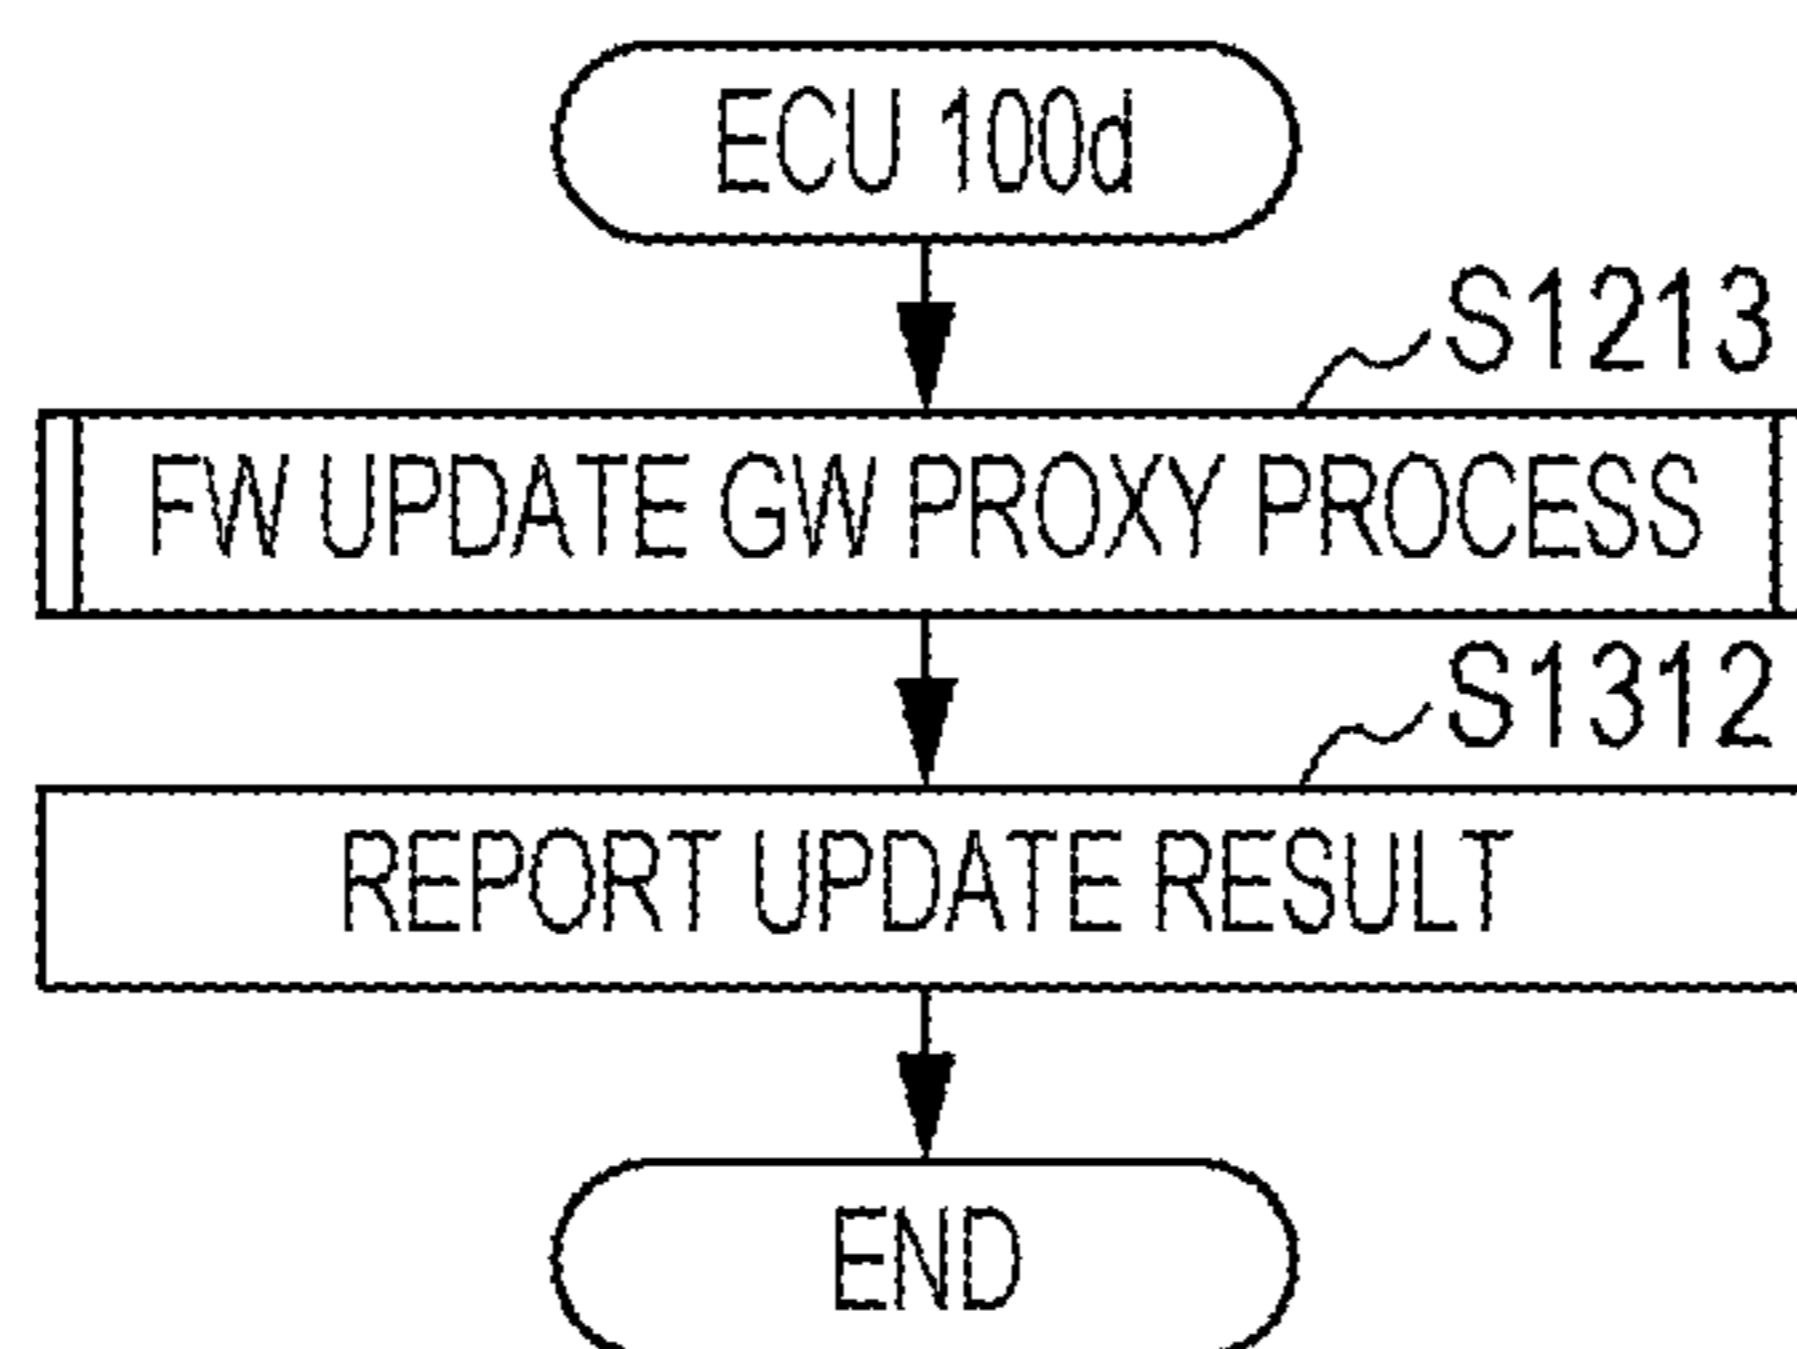 ECU 100d
S1213
FW UPDATE GW PROXY PROCESS
S1312
REPORT UPDATE RESULT
END